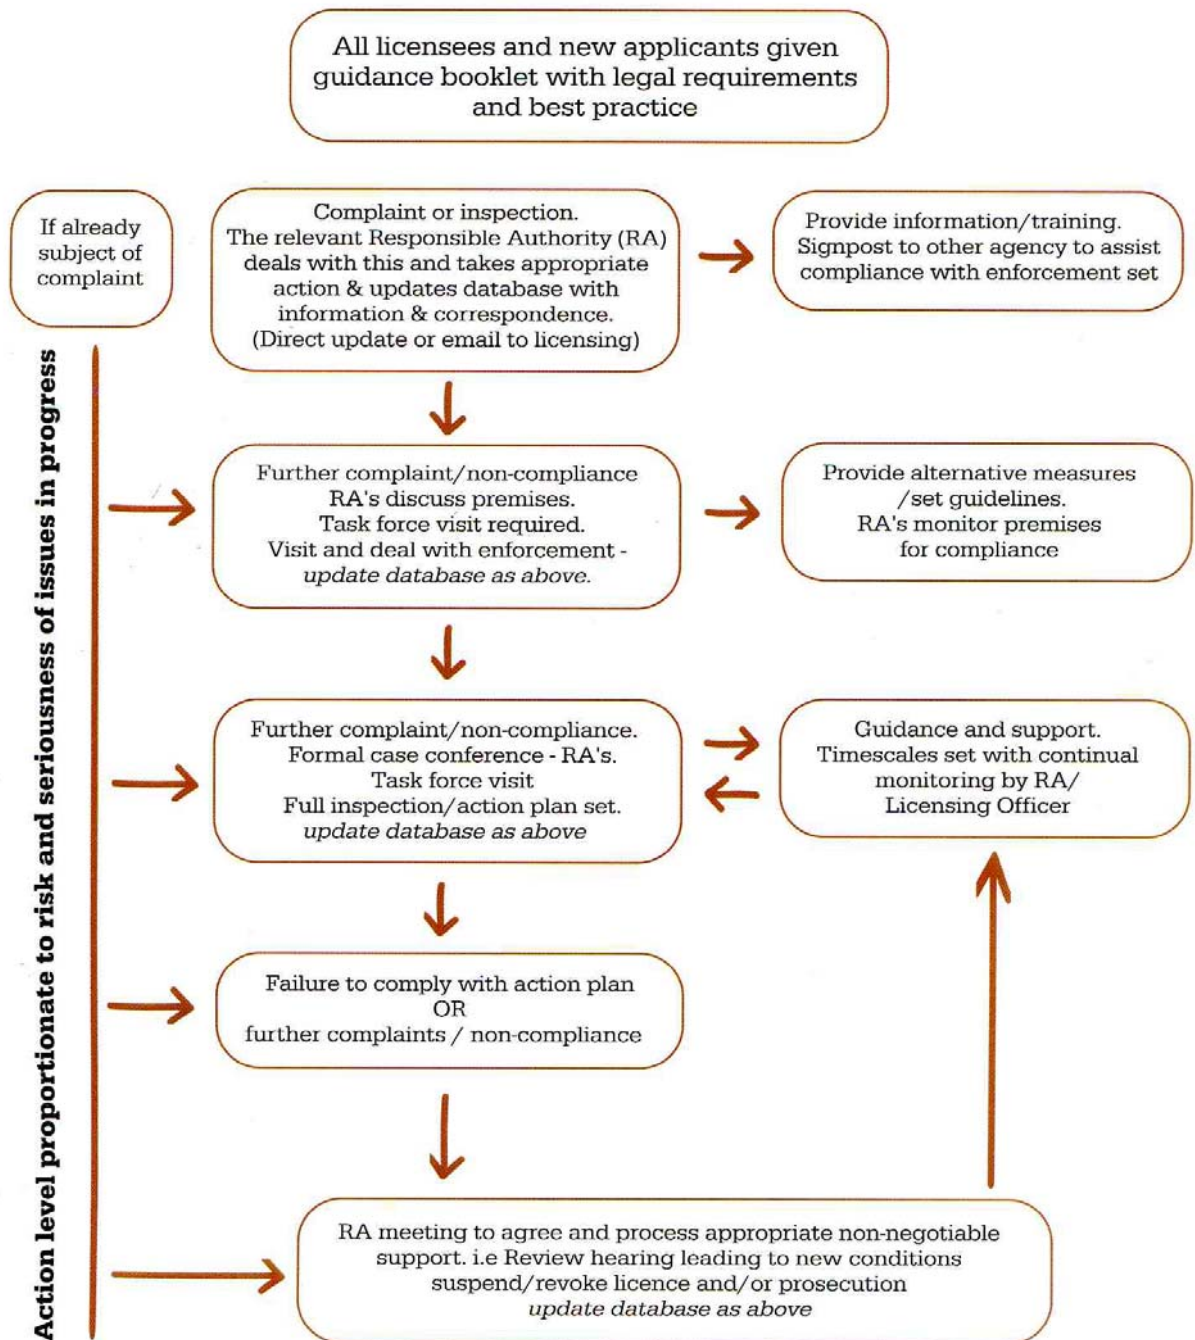 All licensees and new applicants given
guidance booklet with legal requirements
and best practice
If already
subject of
complaint
Complaint or inspection.
The relevant Responsible Authority (RA)
deals with this and takes appropriate
action & updates database with
information & correspondence.
(Direct update or email to licensing)
Provide information/training.
Signpost to other agency to assist
compliance with enforcement set
Action level proportionate to risk and seriousness of issues in progress
Further complaint/non-compliance
RA's discuss premises.
Task force visit required.
Visit and deal with enforcement -
update database as above.
Provide alternative measures
/set guidelines.
RA's monitor premises
for compliance
Further complaint/non-compliance.
Formal case conference - RA's.
Task force visit
Full inspection/action plan set.
update database as above
Guidance and support.
Timescales set with continual
monitoring by RA/
Licensing Officer
Failure to comply with action plan
OR
further complaints / non-compliance
RA meeting to agree and process appropriate non-negotiable
support. i.e Review hearing leading to new conditions
suspend/revoke licence and/or prosecution
update database as above